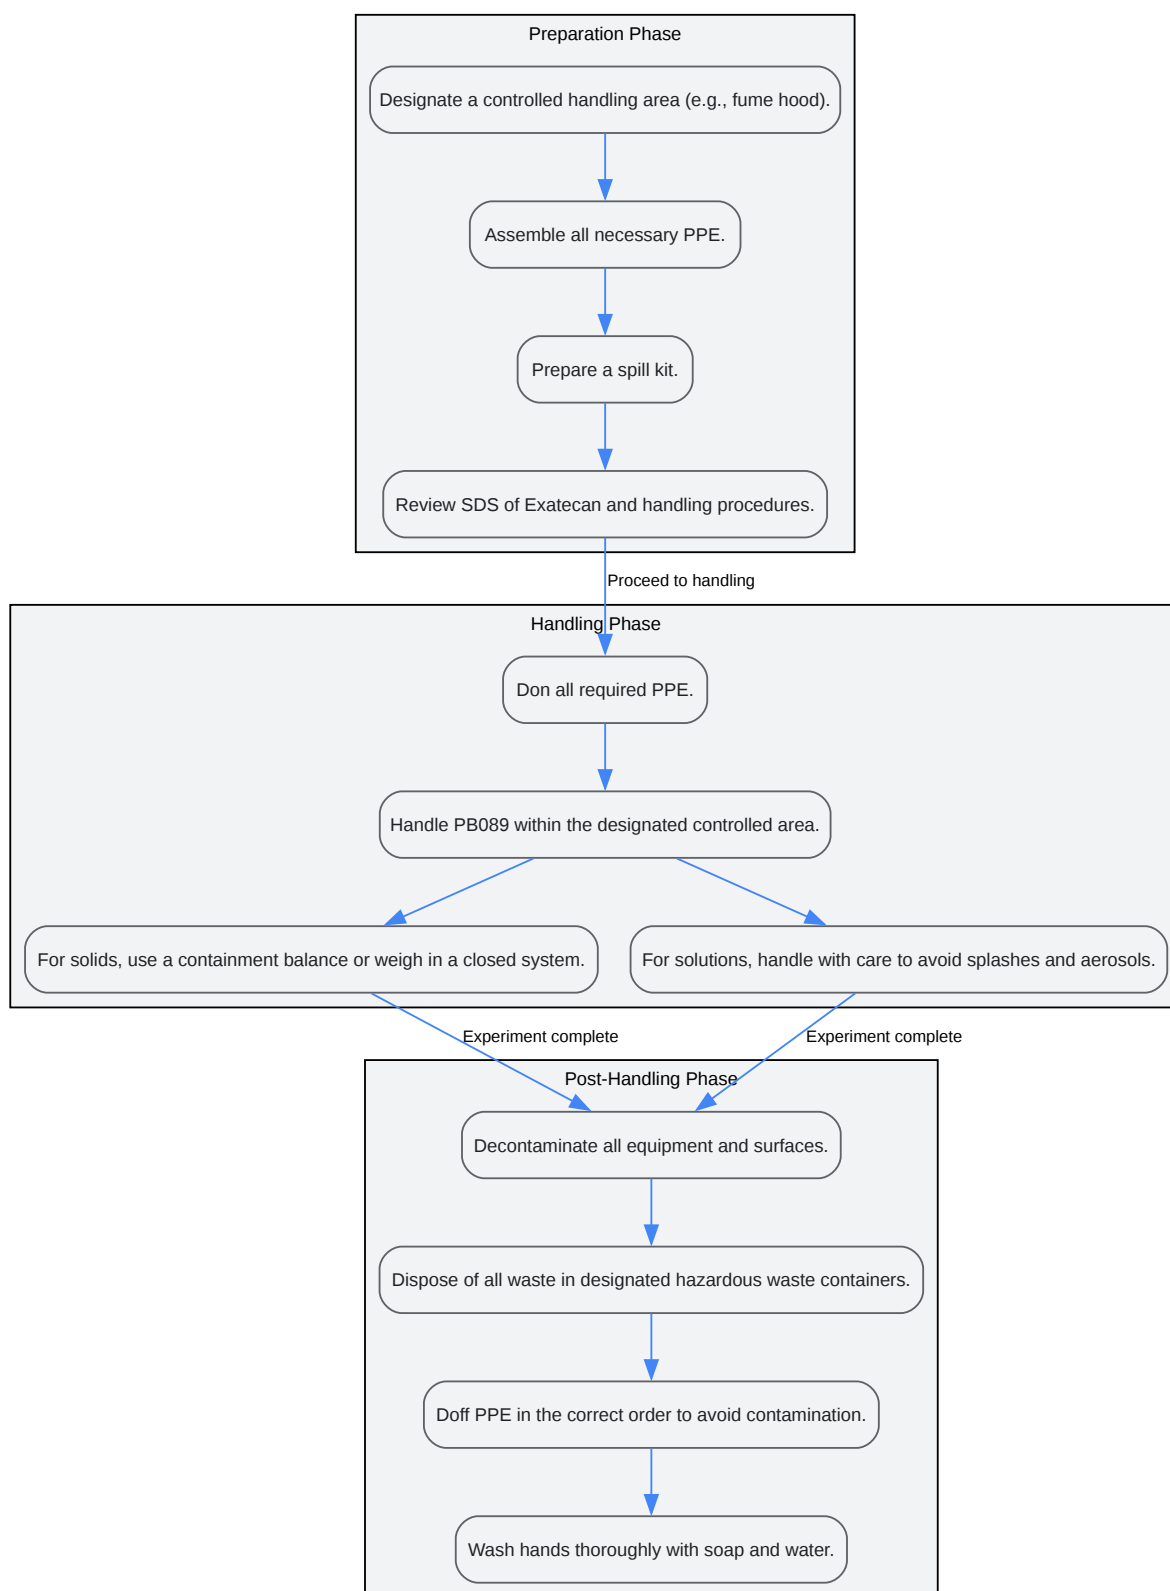 Preparation Phase
Designate a controlled handling area (e.g., fume hood).
Assemble all necessary PPE.
Prepare a spill kit.
Review SDS of Exatecan and handling procedures.
Proceed to handling
Handling Phase
Don all required PPE.
Handle PB089 within the designated controlled area.
For solids, use a containment balance or weigh in a closed system.
For solutions, handle with care to avoid splashes and aerosols.
Experiment complete
Experiment complete
Post-Handling Phase
Decontaminate all equipment and surfaces.
Dispose of all waste in designated hazardous waste containers.
Doff PPE in the correct order to avoid contamination.
Wash hands thoroughly with soap and water.